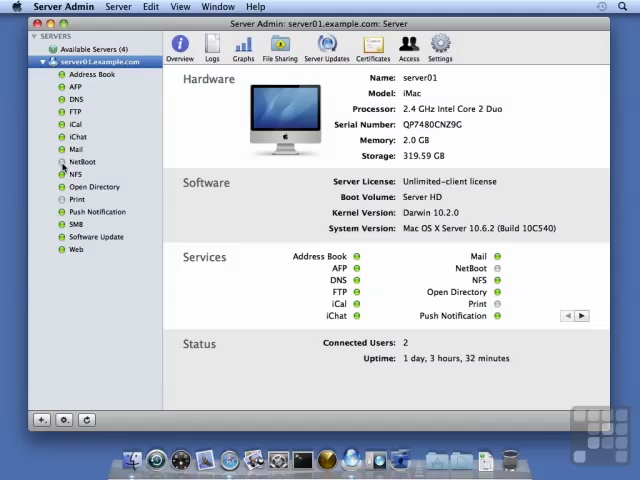 Server Admin Server Edit View Window Help
Server Admin: server01.example.com: Server
SERVERS
Available Servers (4)
server01.example.com
Address Book
AFP
DNS
FTP
iCal
iChat
Mail
NetBoot
NFS
Open Directory
Print
Push Notification
SMB
Software Update
Web
Overview Logs Graphs File Sharing Server Updates Certificates Access Settings
Hardware
Name: server01
Model: iMac
Processor: 2.4 GHz Intel Core 2 Duo
Serial Number: QP7480CNZ9G
Memory: 2.0 GB
Storage: 319.59 GB
Software
Server License: Unlimited-client license
Boot Volume: Server HD
Kernel Version: Darwin 10.2.0
System Version: Mac OS X Server 10.6.2 (Build 10C540)
Services
Address Book Mail
AFP NetBoot
DNS NFS
FTP Open Directory
iCal Print
iChat Push Notification
Status
Connected Users: 2
Uptime: 1 day, 3 hours, 32 minutes